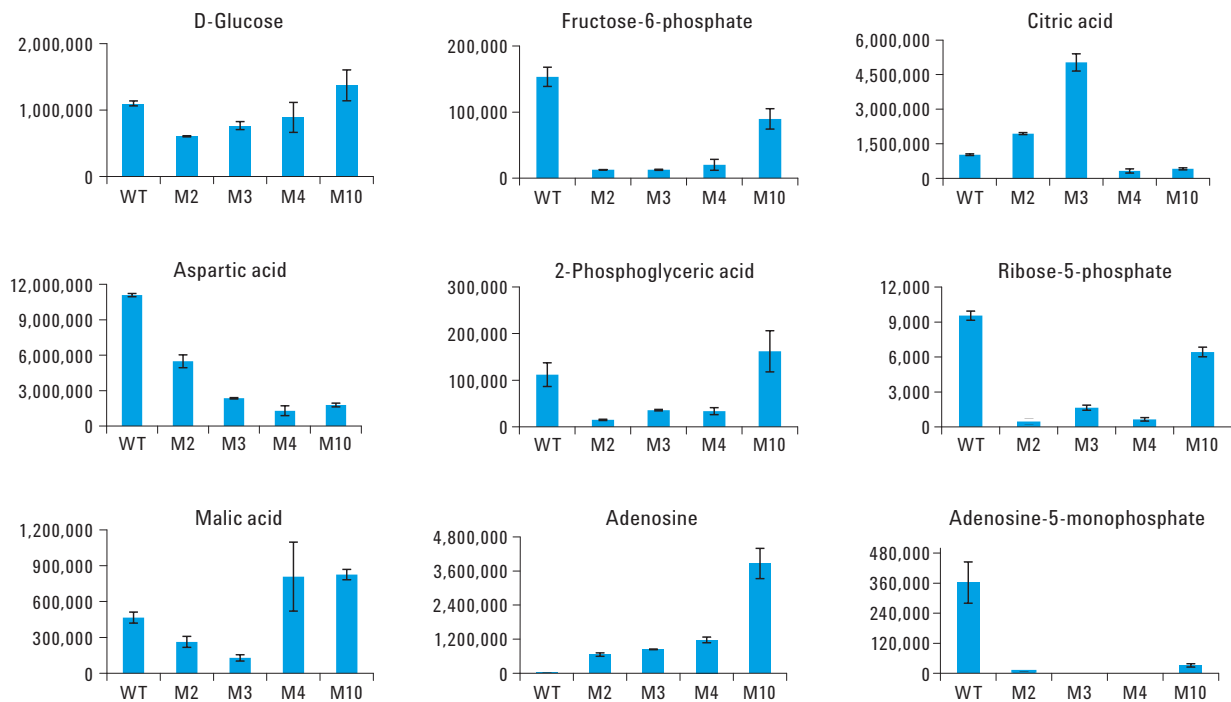 D-Glucose
2,000,000
1,000,000
0
WT M2 M3 M4 M10
Fructose-6-phosphate
200,000
100,000
0
WT M2 M3 M4 M10
Citric acid
6,000,000
4,500,000
3,000,000
1,500,000
0
WT M2 M3 M4 M10
Aspartic acid
12,000,000
9,000,000
6,000,000
3,000,000
0
WT M2 M3 M4 M10
2-Phosphoglyceric acid
300,000
200,000
100,000
0
WT M2 M3 M4 M10
Ribose-5-phosphate
12,000
9,000
6,000
3,000
0
WT M2 M3 M4 M10
Malic acid
1,200,000
900,000
600,000
300,000
0
WT M2 M3 M4 M10
Adenosine
4,800,000
3,600,000
2,400,000
1,200,000
0
WT M2 M3 M4 M10
Adenosine-5-monophosphate
480,000
360,000
240,000
120,000
0
WT M2 M3 M4 M10